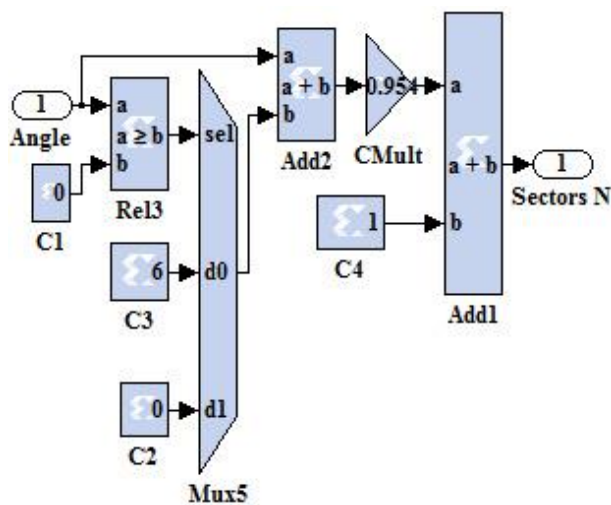 1
Angle
0
C1
a
a ≥ b
b
Rel3
6
C3
0
C2
sel
d0
d1
Mux5
a
a + b
b
Add2
0.954
CMult
1
C4
a
a + b
b
Add1
1
Sectors N